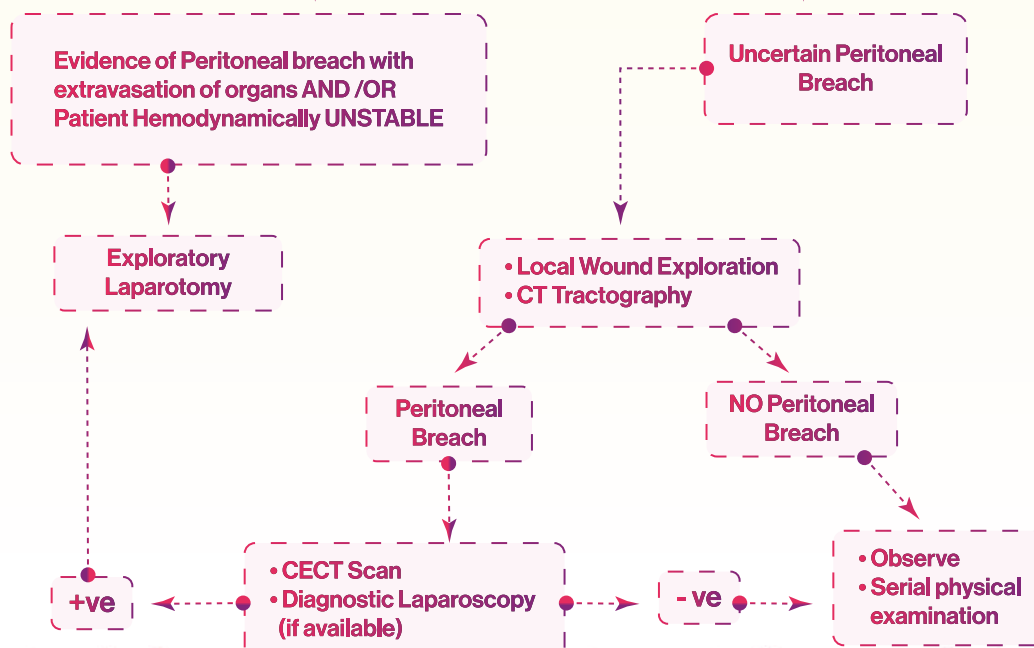 Evidence of Peritoneal breach with
extravasation of organs AND /OR
Patient Hemodynamically UNSTABLE
Uncertain Peritoneal
Breach
Exploratory
Laparotomy
• Local Wound Exploration
• CT Tractography
Peritoneal
Breach
NO Peritoneal
Breach
+ve
• CECT Scan
• Diagnostic Laparoscopy
(if available)
- ve
• Observe
• Serial physical
examination